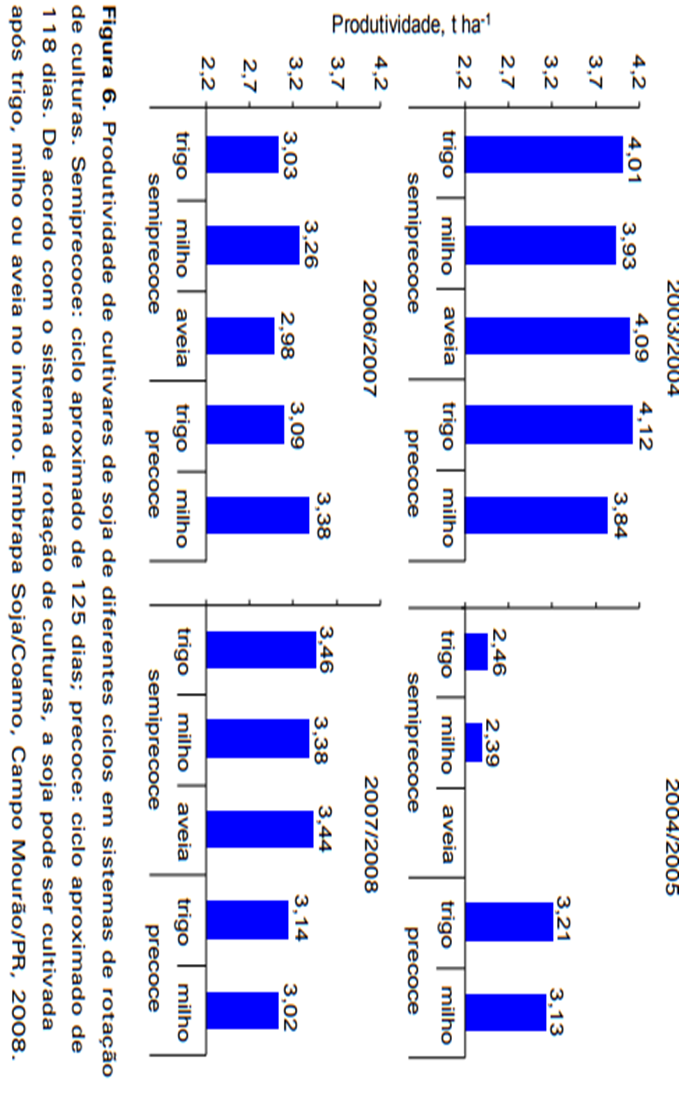 2003/2004
2004/2005
Produtividade, t ha-1
4,2
3,7
3,2
2,7
2,2
4,01
3,93
4,09
4,12
3,84
2,46
2,39
3,21
3,13
trigo milho aveia trigo milho
semiprecoce precoce
trigo milho aveia trigo milho
semiprecoce precoce
2006/2007
2007/2008
4,2
3,7
3,2
2,7
2,2
3,03
3,26
2,98
3,09
3,38
3,46
3,38
3,44
3,14
3,02
trigo milho aveia trigo milho
semiprecoce precoce
trigo milho aveia trigo milho
semiprecoce precoce
Figura 6. Produtividade de cultivares de soja de diferentes ciclos em sistemas de rotação
de culturas. Semiprecoce: ciclo aproximado de 125 dias; precoce: ciclo aproximado de
118 dias. De acordo com o sistema de rotação de culturas, a soja pode ser cultivada
após trigo, milho ou aveia no inverno. Embrapa Soja/Coamo, Campo Mourão/PR, 2008.